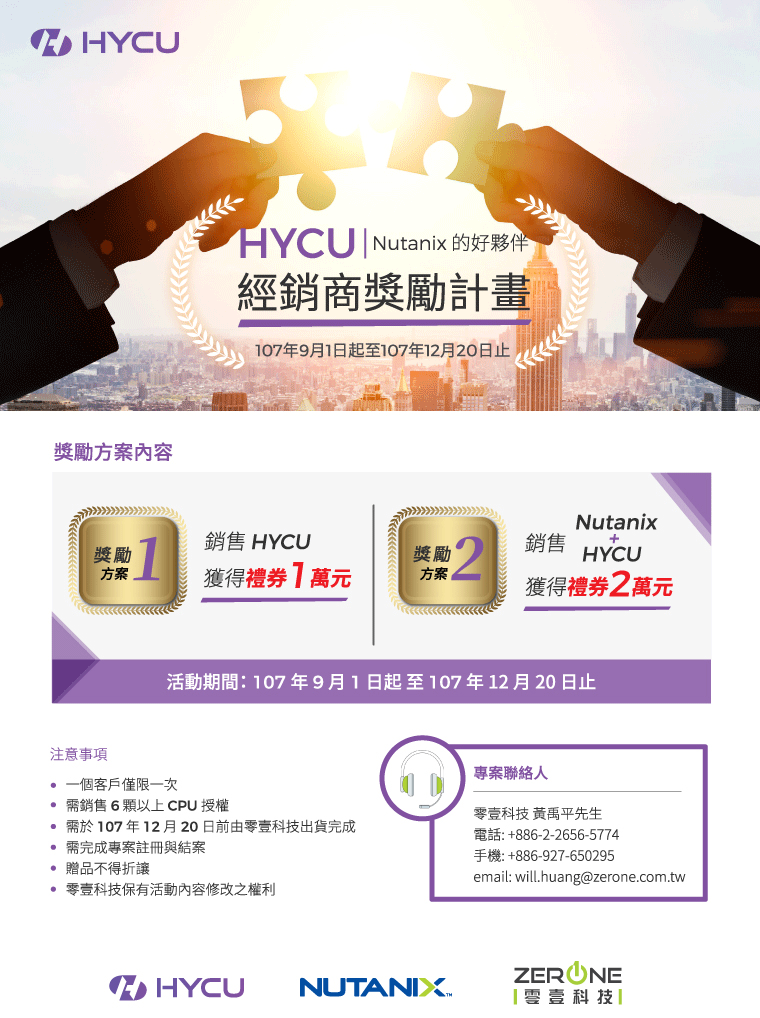 HYCU
HYCU | Nutanix 的好夥伴
經銷商獎勵計畫
107年9月1日起至107年12月20日止
獎勵方案內容
獎勵方案 1
銷售 HYCU
獲得禮券1萬元
獎勵方案 2
銷售 Nutanix + HYCU
獲得禮券2萬元
活動期間: 107 年 9 月 1 日起 至 107 年 12 月 20 日止
注意事項
• 一個客戶僅限一次
• 需銷售 6 顆以上 CPU 授權
• 需於 107 年 12 月 20 日前由零壹科技出貨完成
• 需完成專案註冊與結案
• 贈品不得折讓
• 零壹科技保有活動內容修改之權利
專案聯絡人
零壹科技 黃禹平先生
電話: +886-2-2656-5774
手機: +886-927-650295
email: will.huang@zerone.com.tw
HYCU
NUTANIX™
ZERONE
零壹科技